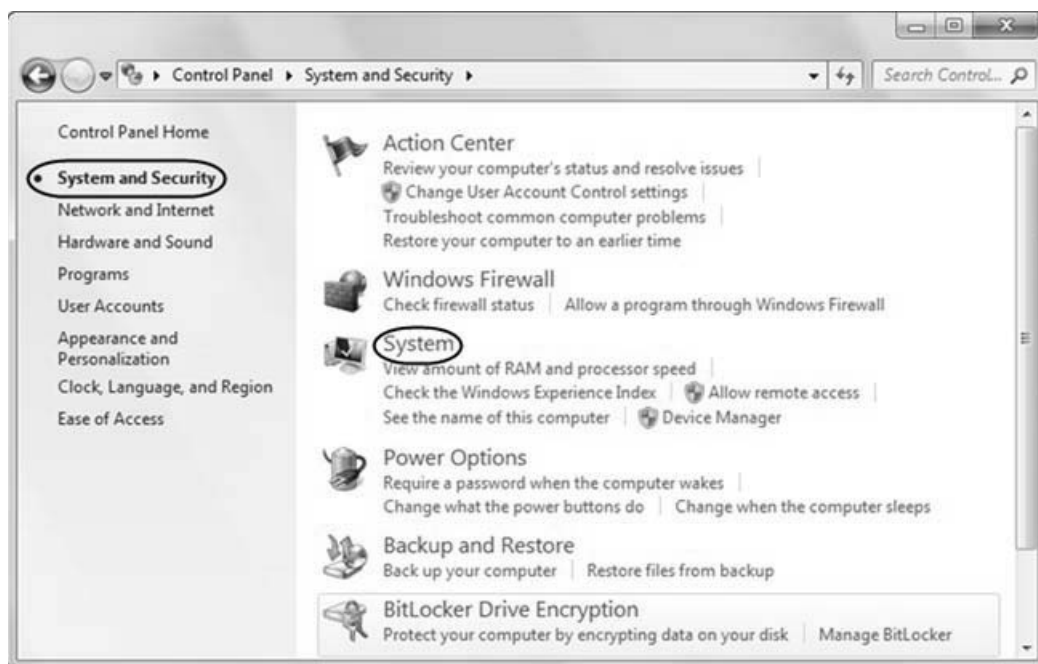 Control Panel System and Security Search Control...
Control Panel Home
System and Security
Network and Internet
Hardware and Sound
Programs
User Accounts
Appearance and
Personalization
Clock, Language, and Region
Ease of Access
Action Center
Review your computer's status and resolve issues
Change User Account Control settings
Troubleshoot common computer problems
Restore your computer to an earlier time
Windows Firewall
Check firewall status Allow a program through Windows Firewall
System
View amount of RAM and processor speed
Check the Windows Experience Index Allow remote access
See the name of this computer Device Manager
Power Options
Require a password when the computer wakes
Change what the power buttons do Change when the computer sleeps
Backup and Restore
Back up your computer Restore files from backup
BitLocker Drive Encryption
Protect your computer by encrypting data on your disk Manage BitLocker